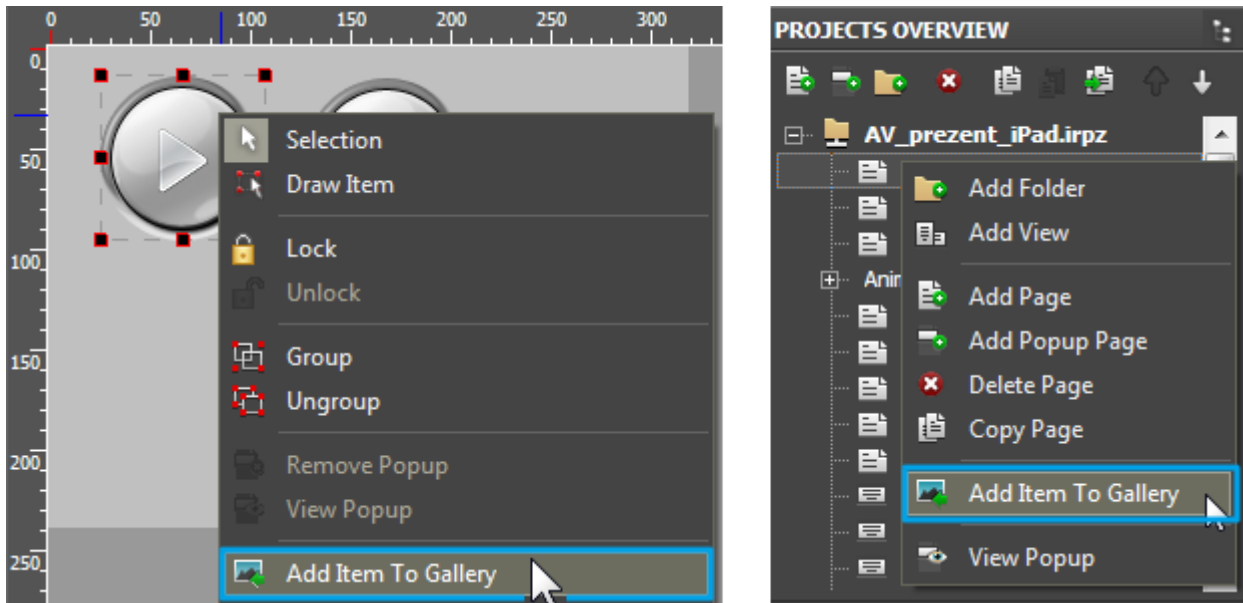 0 50 100 150 200 250 300
0
50
100
150
200
250
Selection
Draw Item
Lock
Unlock
Group
Ungroup
Remove Popup
View Popup
Add Item To Gallery
PROJECTS OVERVIEW
AV_prezent_iPad.irpz
Anim
Add Folder
Add View
Add Page
Add Popup Page
Delete Page
Copy Page
Add Item To Gallery
View Popup